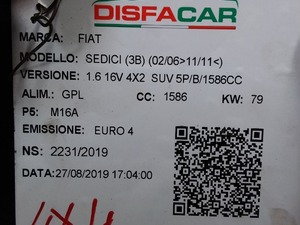 DISFACAR
MARCA: FIAT
MODELLO: SEDICI (3B) (02/06>11/11<)
VERSIONE: 1.6 16V 4X2 SUV 5P/B/1586CC
ALIM.: GPL CC: 1586 KW: 79
P5: M16A
EMISSIONE: EURO 4
NS: 2231/2019
DATA:27/08/2019 17:04:00
4x4